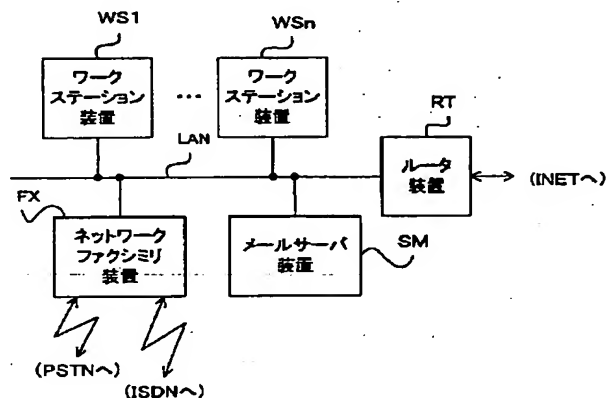 WS1
WSn
ワーク
ステーション
装置
...
ワーク
ステーション
装置
RT
LAN
ルータ
装置
(INETへ)
FX
ネットワーク
ファクシミリ
装置
メールサーバ
装置
SM
(PSTNへ)
(ISDNへ)